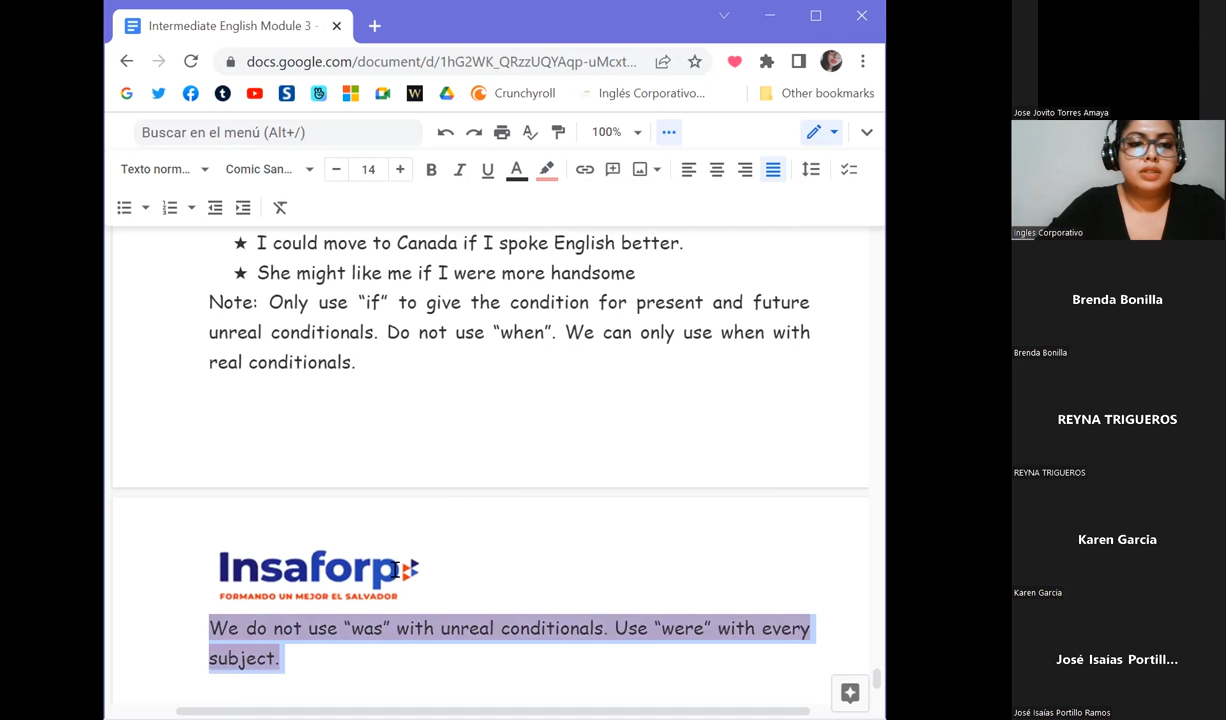 Intermediate English Module 3 -
docs.google.com/document/d/1hG2WK_QRzzUQYAqp-uMcxt...
Crunchyroll
Inglés Corporativo...
Other bookmarks
Buscar en el menú (Alt+/)
100%
Texto norm...
Comic San...
14
★ I could move to Canada if I spoke English better.
★ She might like me if I were more handsome
Note: Only use “if” to give the condition for present and future
unreal conditionals. Do not use “when”. We can only use when with
real conditionals.
Insaforp
FORMANDO UN MEJOR EL SALVADOR
We do not use “was” with unreal conditionals. Use “were” with every
subject.
Jose Jovito Torres Amaya
Ingles Corporativo
Brenda Bonilla
Brenda Bonilla
REYNA TRIGUEROS
REYNA TRIGUEROS
Karen Garcia
Karen Garcia
José Isaías Portill...
José Isaías Portillo Ramos